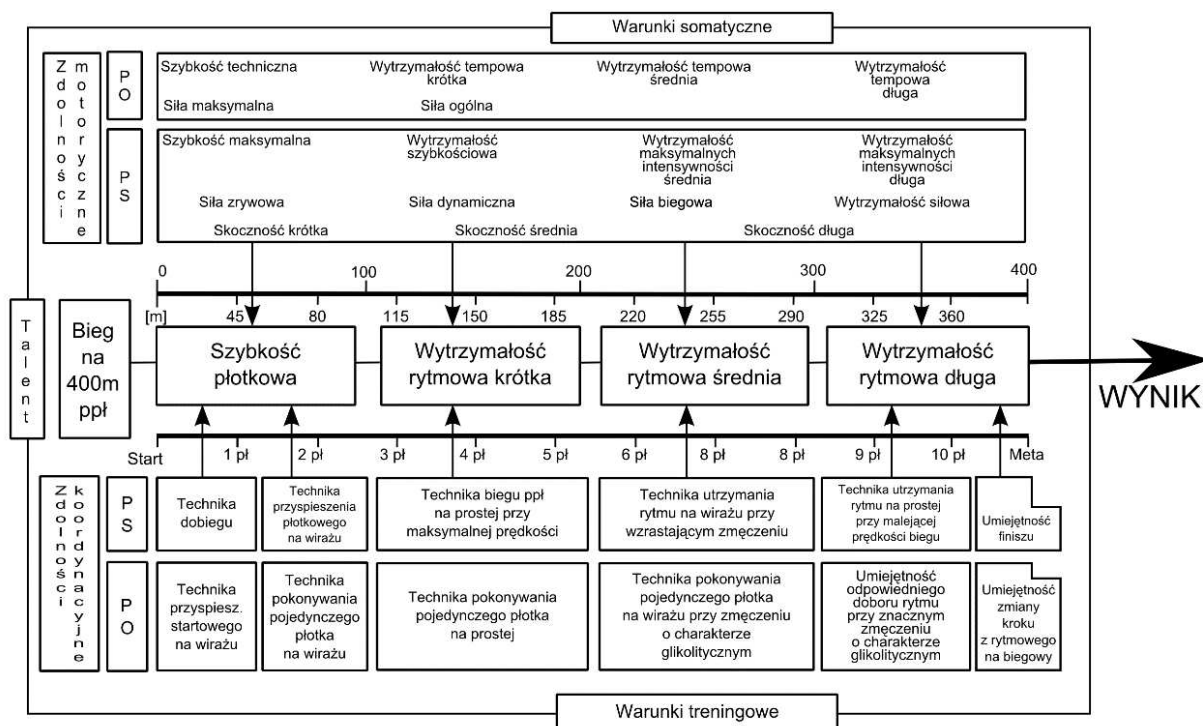 Warunki somatyczne
Zdolności
motoryczne
PO
Szybkość techniczna
Wytrzymałość tempowa
krótka
Wytrzymałość tempowa
średnia
Wytrzymałość
tempowa
długa
Siła maksymalna
Siła ogólna
PS
Szybkość maksymalna
Wytrzymałość
szybkościowa
Wytrzymałość
maksymalnych
intensywności
średnia
Wytrzymałość
maksymalnych
intensywności
długa
Siła zrywowa
Siła dynamiczna
Siła biegowa
Wytrzymałość siłowa
Skoczność krótka
Skoczność średnia
Skoczność długa
0 100 200 300 400
[m] 45 80 115 150 185 220 255 290 325 360
Talent
Bieg
na
400m
ppł
Szybkość
płotkowa
Wytrzymałość
rytmowa krótka
Wytrzymałość
rytmowa średnia
Wytrzymałość
rytmowa długa
WYNIK
Start 1 pł 2 pł 3 pł 4 pł 5 pł 6 pł 8 pł 8 pł 9 pł 10 pł Meta
Zdolności
koordynacyjne
PS
Technika
dobiegu
Technika
przyspieszenia
płotkowego
na wirażu
Technika biegu ppł
na prostej przy
maksymalnej prędkości
Technika utrzymania
rytmu na wirażu przy
wzrastającym zmęczeniu
Technika utrzymania
rytmu na prostej
przy malejącej
prędkości biegu
Umiejętność
finiszu
PO
Technika
przyspiesz.
startowego
na wirażu
Technika
pokonywania
pojedynczego
płotka
na wirażu
Technika pokonywania
pojedynczego płotka
na prostej
Technika pokonywania
pojedynczego płotka
na wirażu przy zmęczeniu
o charakterze
glikolitycznym
Umiejętność
odpowiedniego
doboru rytmu
przy znacznym
zmęczeniu
o charakterze
glikolitycznym
Umiejętność
zmiany
kroku
z rytmowego
na biegowy
Warunki treningowe